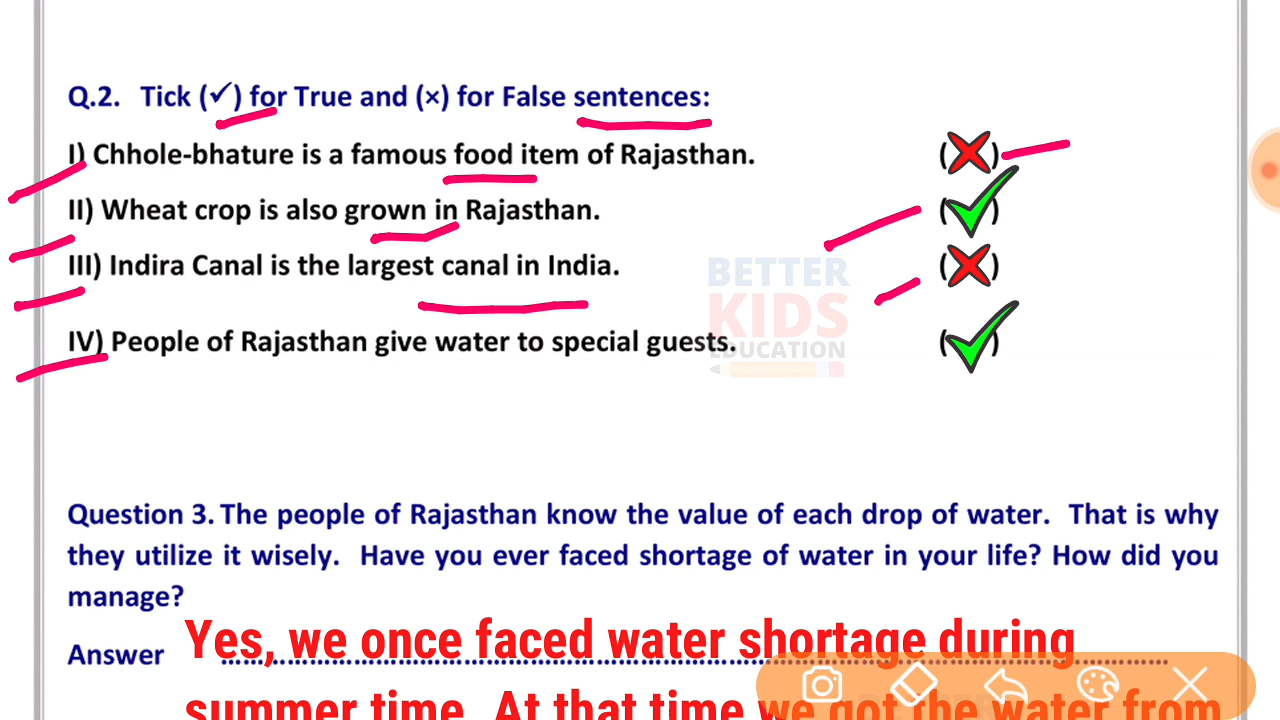 Q.2. Tick (✓) for True and (×) for False sentences:
I) Chhole-bhature is a famous food item of Rajasthan. (❌)
II) Wheat crop is also grown in Rajasthan. (✓)
III) Indira Canal is the largest canal in India. (❌)
BETTER
KIDS
EDUCATION
IV) People of Rajasthan give water to special guests. (✓)
Question 3. The people of Rajasthan know the value of each drop of water. That is why
they utilize it wisely. Have you ever faced shortage of water in your life? How did you
manage?
Answer Yes, we once faced water shortage during
summer time. At that time we got the water from